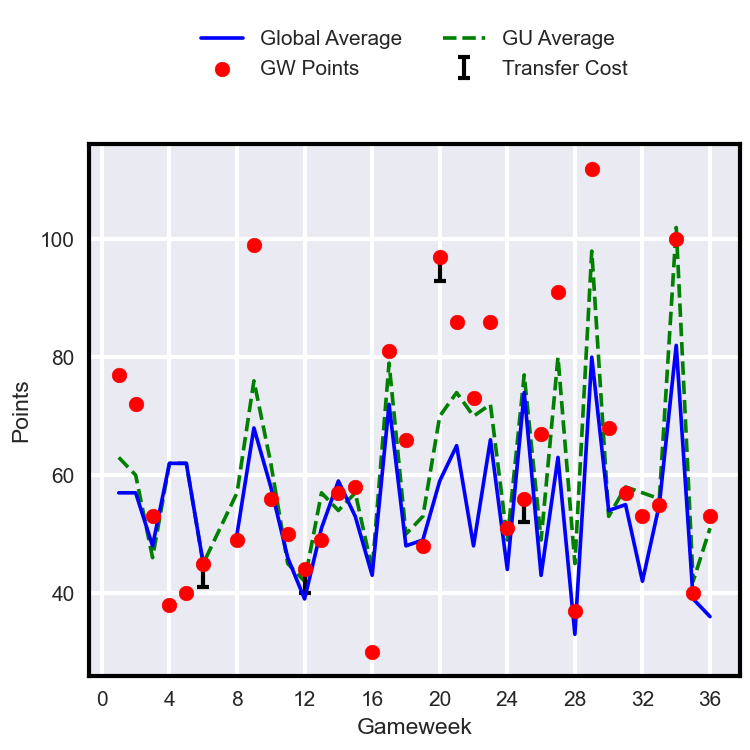 Global Average
GU Average
GW Points
Transfer Cost
100
80
60
40
Points
0 4 8 12 16 20 24 28 32 36
Gameweek